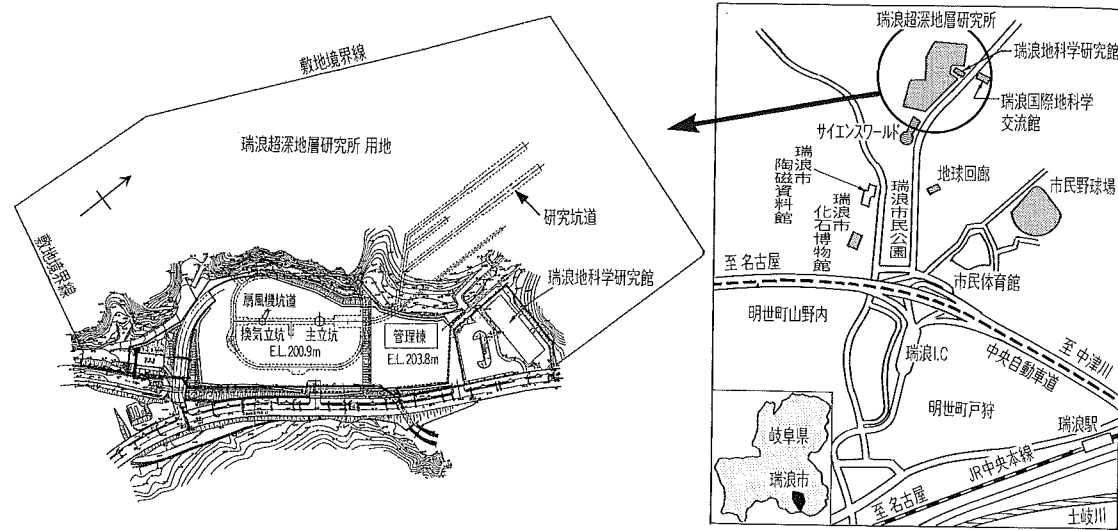 敷地境界線
瑞浪超深地層研究所 用地
研究坑道
敷地境界線
瑞浪地科学研究館
扇風機坑道
換気立坑
主立坑
E.L.200.9m
管理棟
E.L.203.8m
瑞浪超深地層研究所
瑞浪地科学研究館
瑞浪国際地科学
交流館
サイエンスワールド
瑞浪市
陶磁資料館
地球回廊
市民野球場
瑞浪市
化石博物館
瑞浪市民公園
至 名古屋
市民体育館
明世町山野内
瑞浪I.C
中央自動車道
至 中津川
明世町戸狩
瑞浪駅
岐阜県
瑞浪市
JR中央本線
至 名古屋
土岐川